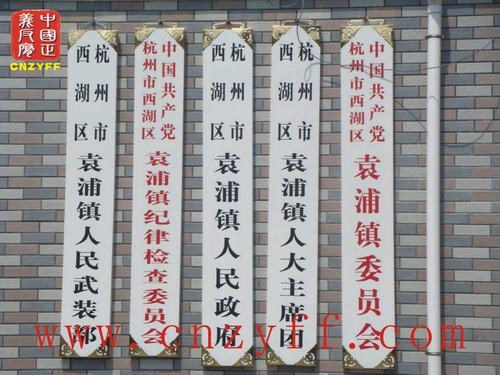 中國正
義反腐
CNZYFF
杭州市
西湖区
袁浦镇人民武装部
中国共产党
杭州市西湖区
袁浦镇纪律检查委员会
杭州市
西湖区
袁浦镇人民政府
杭州市
西湖区
袁浦镇人大主席团
中国共产党
杭州市西湖区
袁浦镇委员会
www.cnzyff.com